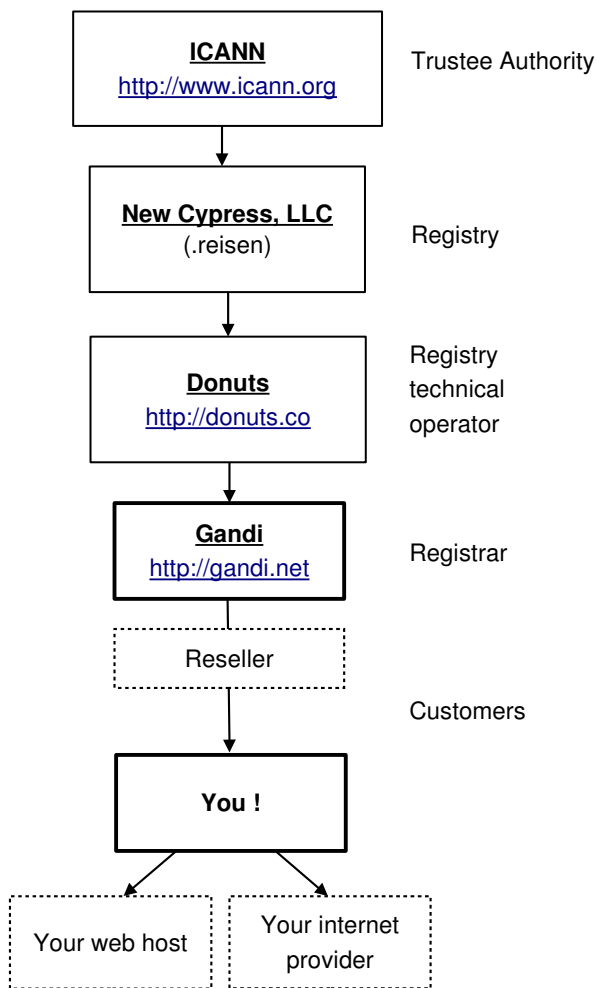 ICANN
http://www.icann.org
Trustee Authority
New Cypress, LLC
(.reisen)
Registry
Donuts
http://donuts.co
Registry
technical
operator
Gandi
http://gandi.net
Registrar
Reseller
Customers
You !
Your web host
Your internet
provider